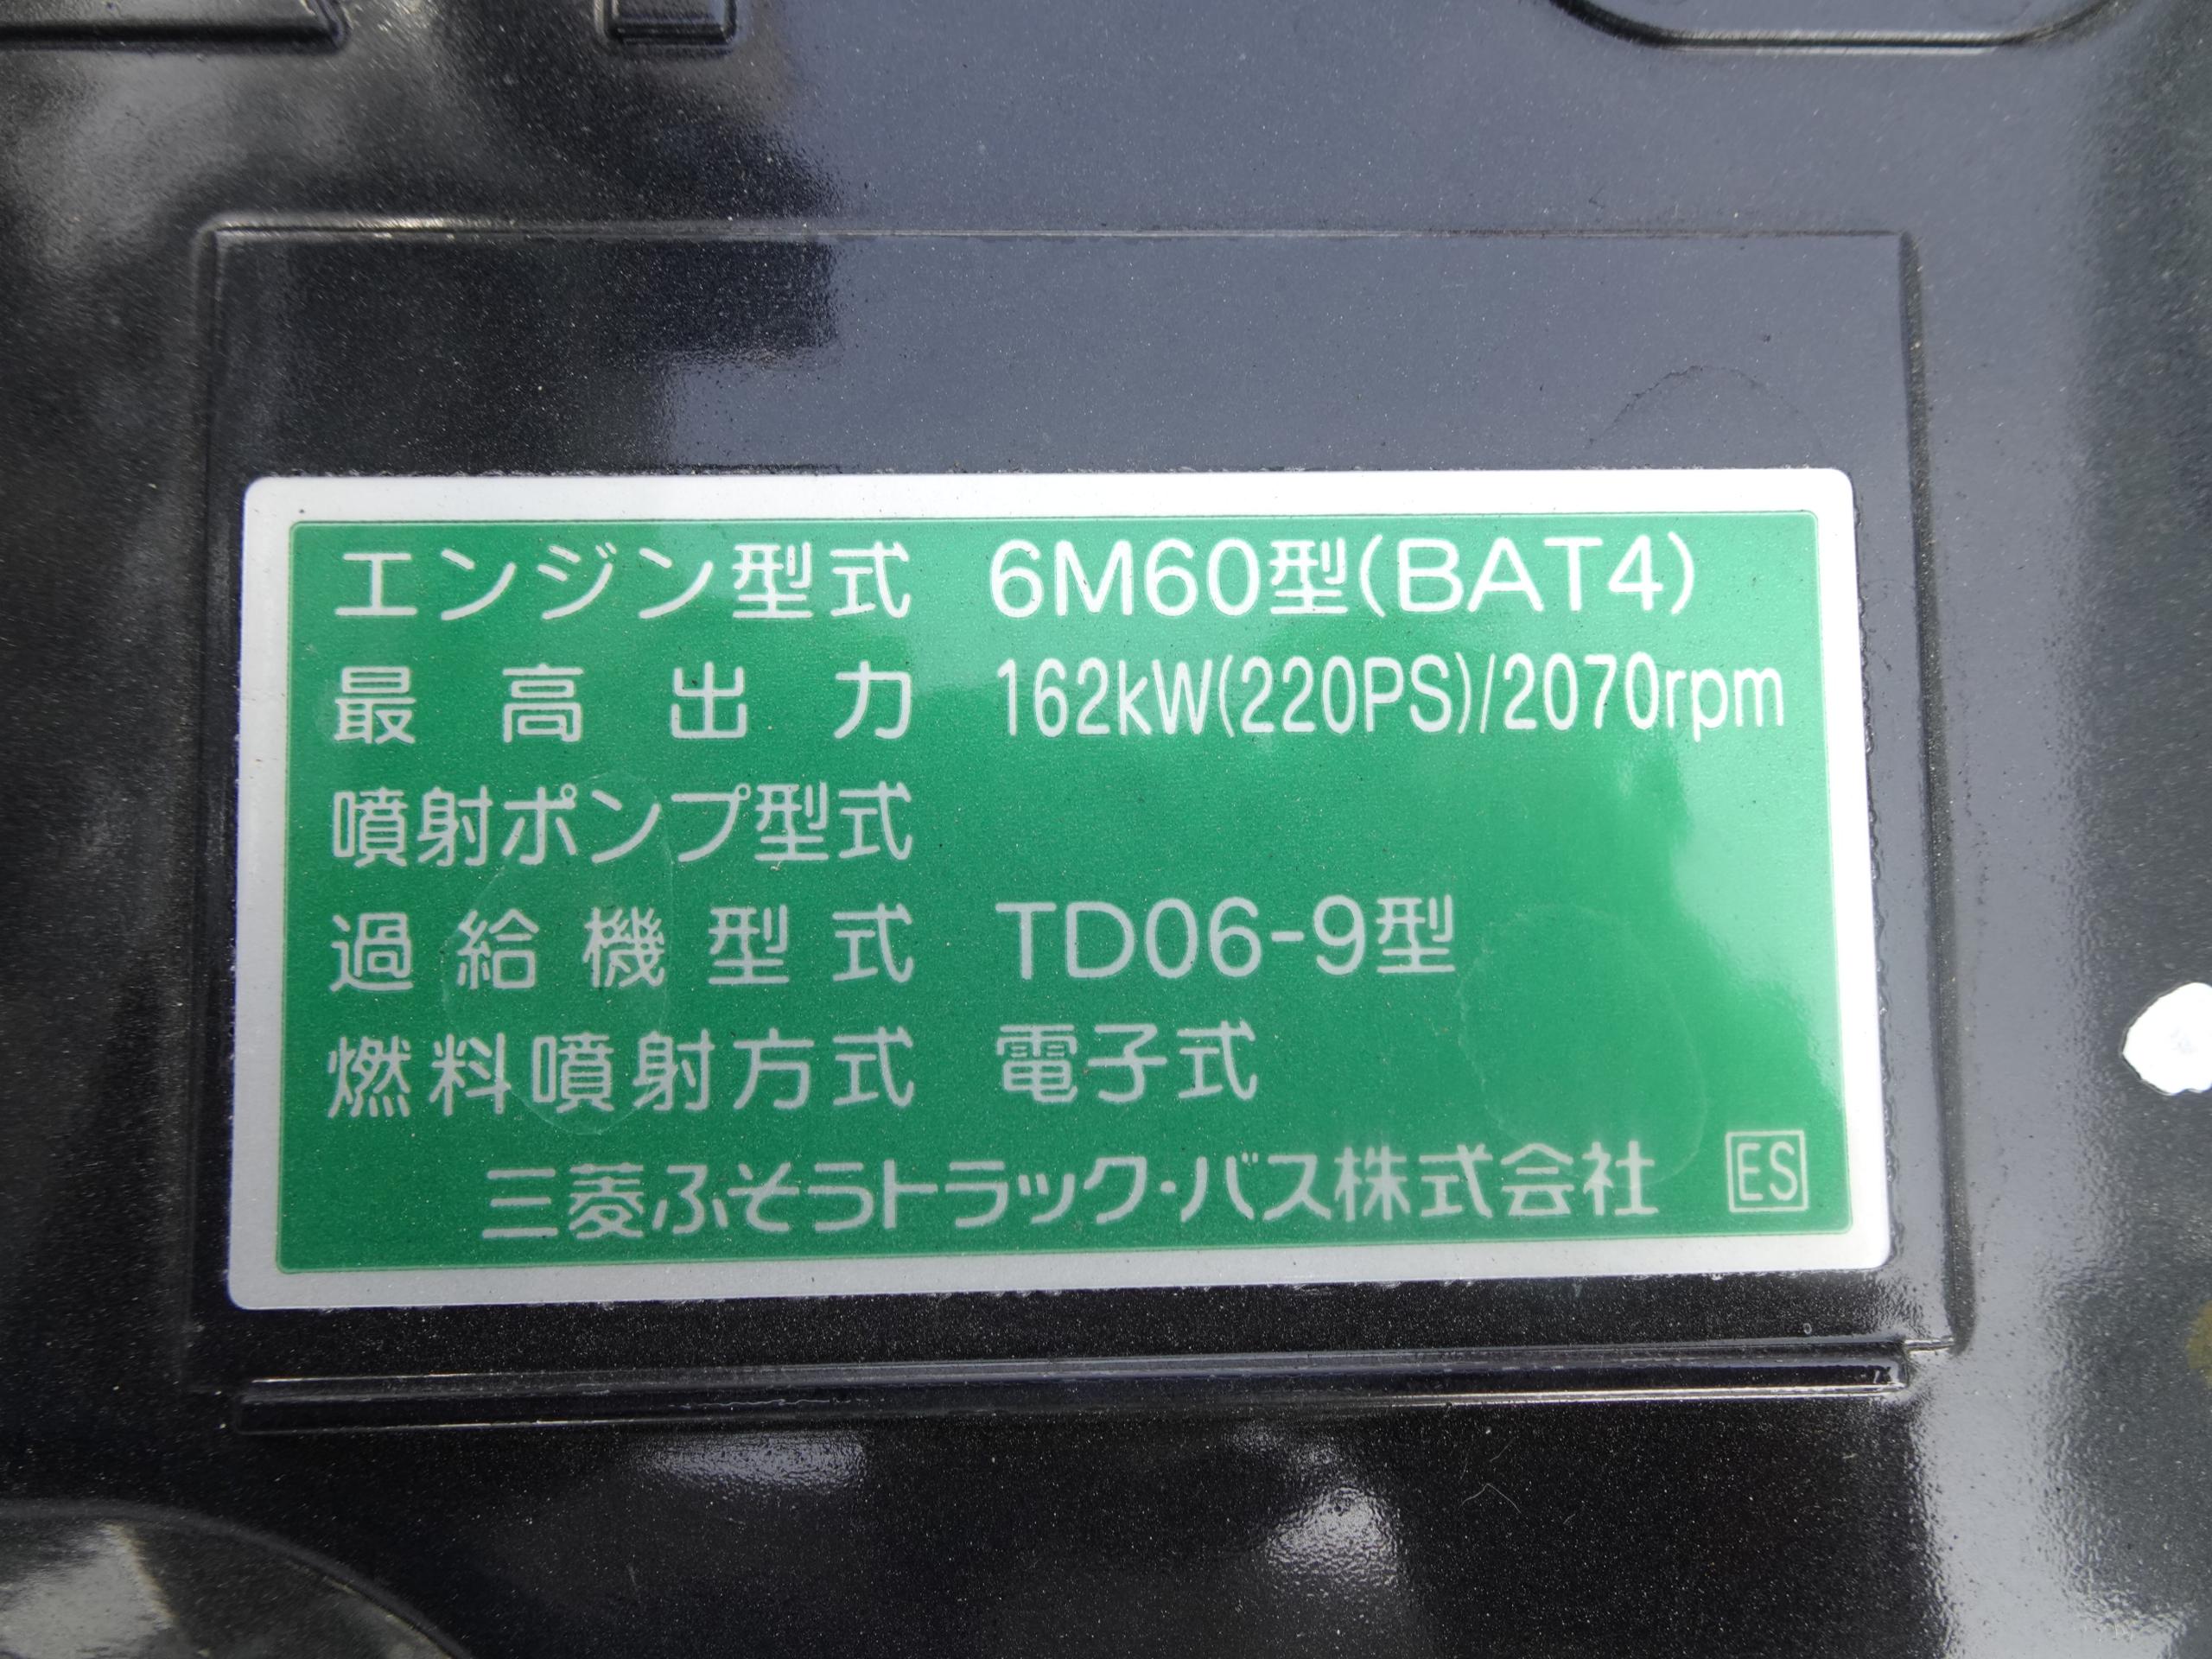 エンジン型式 6M60型(BAT4)
最高出力 162kW(220PS)/2070rpm
噴射ポンプ型式
過給機型式 TD06-9型
燃料噴射方式 電子式
三菱ふそうトラック・バス株式会社 ES